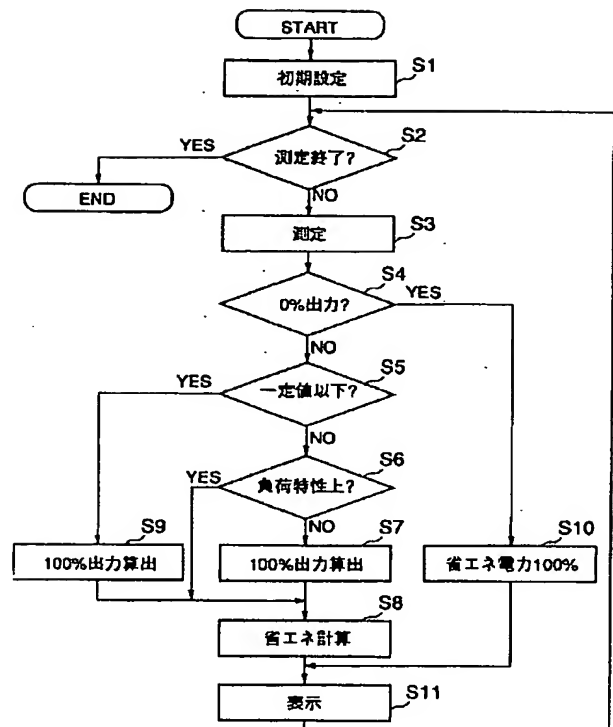 START
S1
初期設定
S2
YES
測定終了?
END
NO
S3
測定
S4
YES
0%出力?
NO
S5
YES
一定値以下?
NO
S6
YES
負荷特性上?
NO
S9
S7
S10
100%出力算出
100%出力算出
省エネ電力100%
S8
省エネ計算
S11
表示